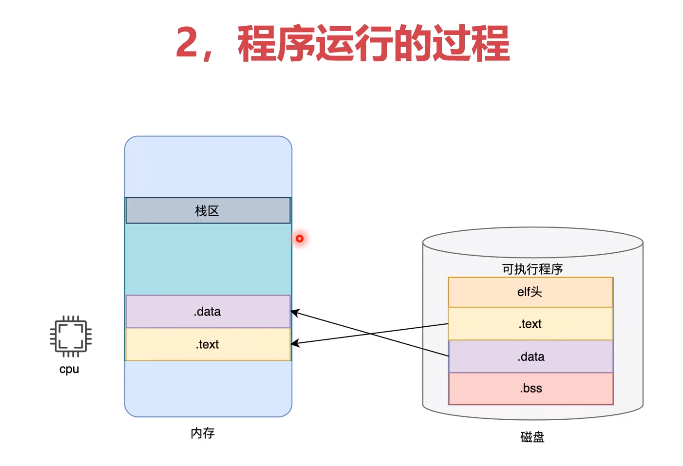 2，程序运行的过程
栈区
.data
.text
cpu
内存
可执行程序
elf头
.text
.data
.bss
磁盘